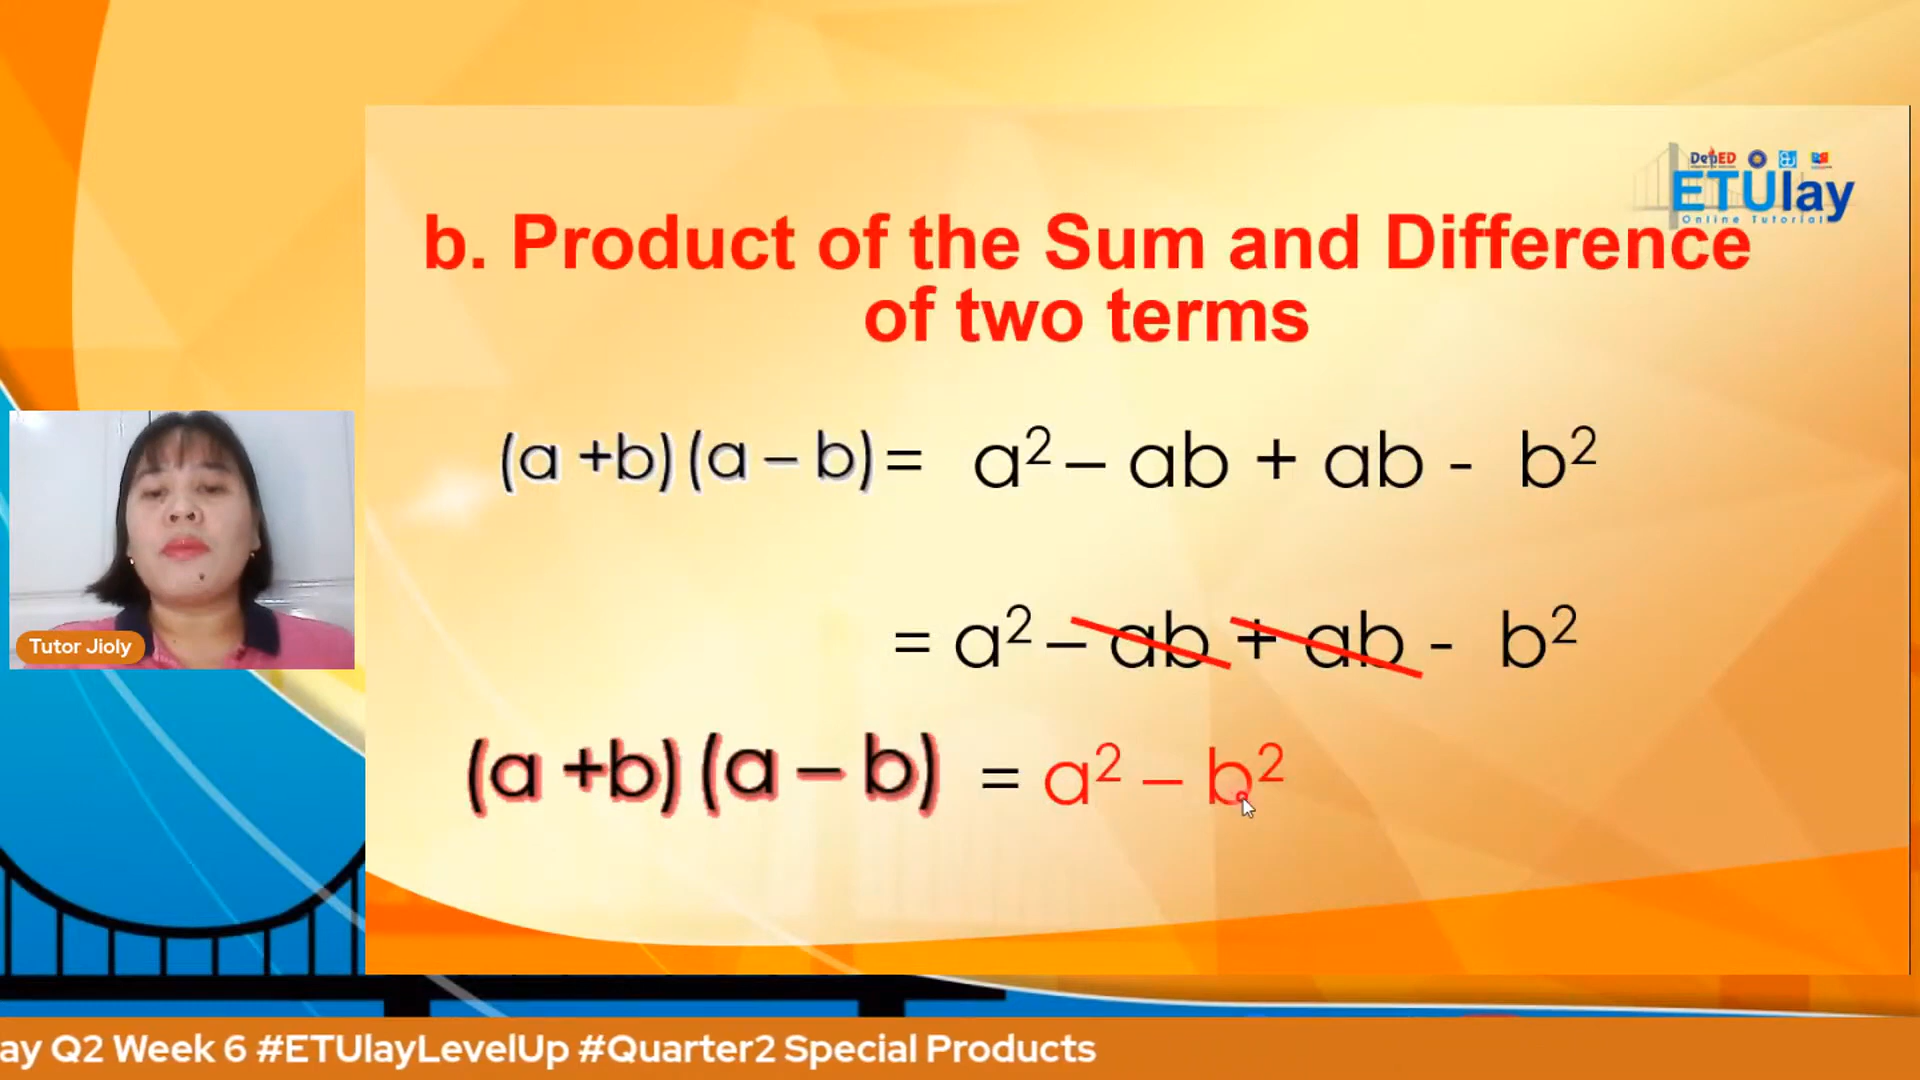 DepED
ETUlay
Online Tutorial
b. Product of the Sum and Difference
of two terms
(a +b) (a – b) = a² – ab + ab - b²
= a² – ab + ab - b²
(a +b) (a – b) = a² – b²
Tutor Jioly
ay Q2 Week 6 #ETUlayLevelUp #Quarter2 Special Products